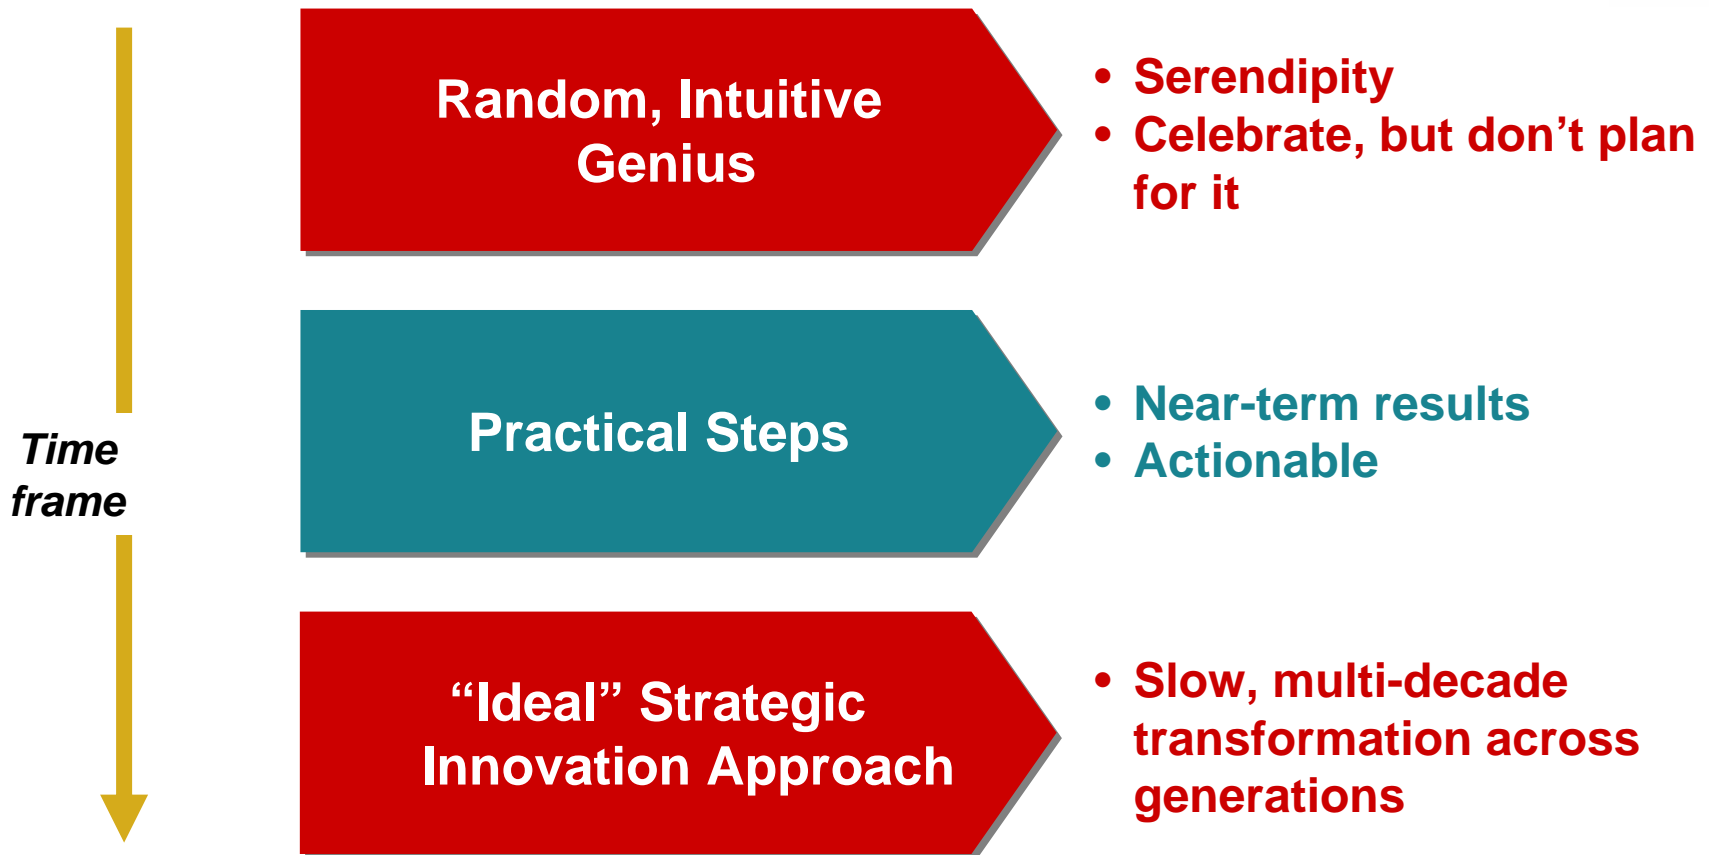 Random, Intuitive
Genius
• Serendipity
• Celebrate, but don’t plan
for it
Time
frame
Practical Steps
• Near-term results
• Actionable
“Ideal” Strategic
Innovation Approach
• Slow, multi-decade
transformation across
generations